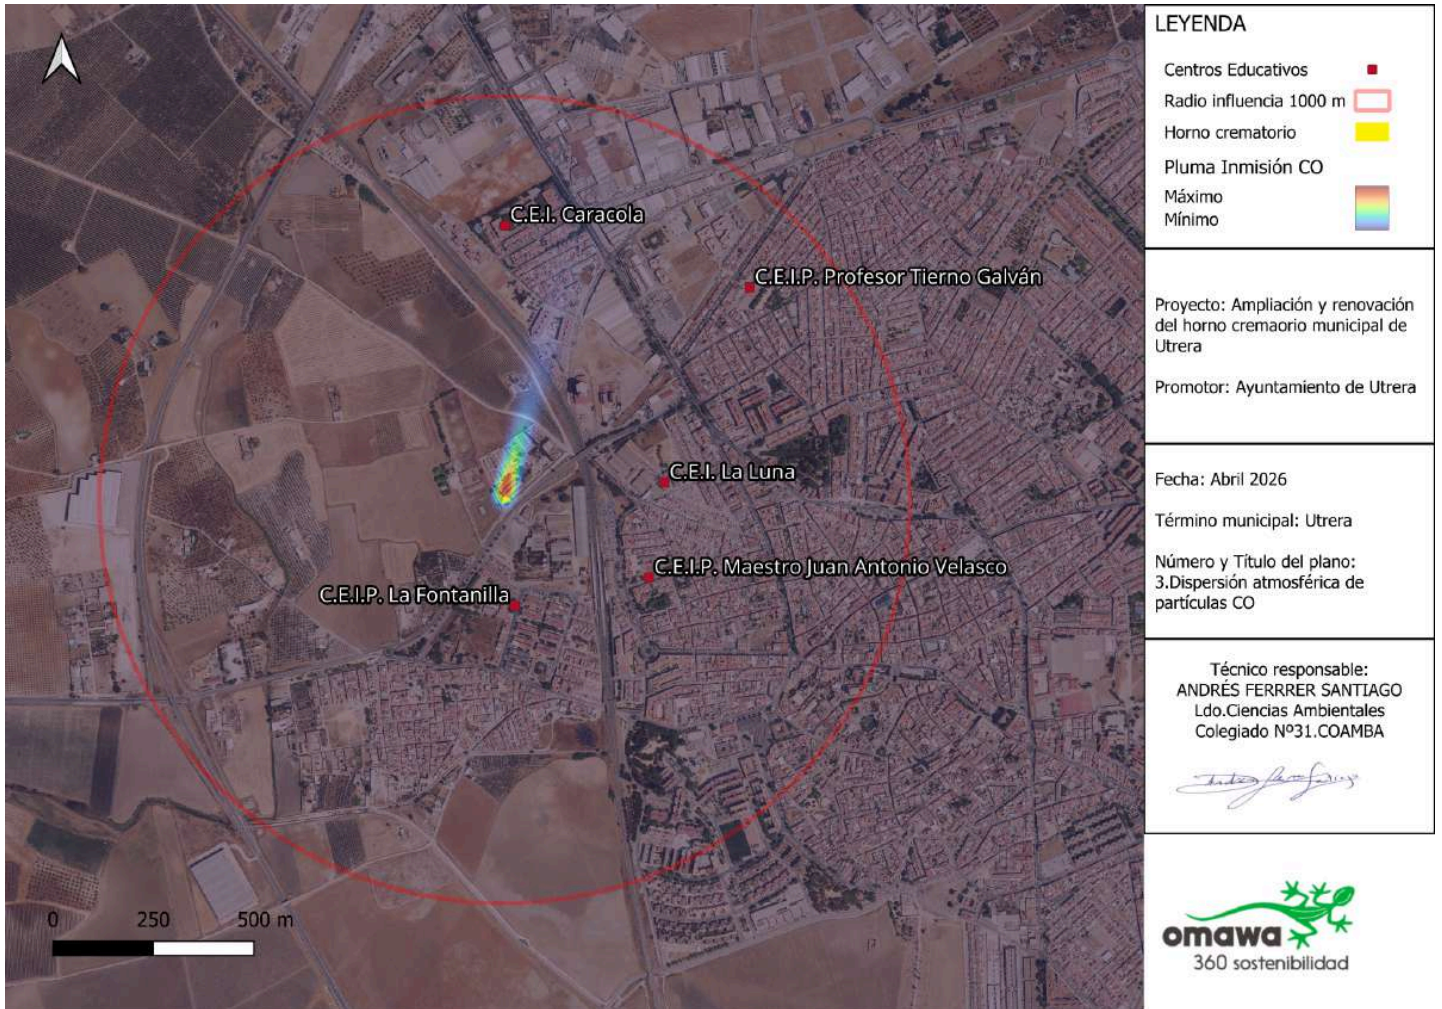 C.E.I. Caracola
C.E.I.P. Profesor Tierno Galván
C.E.I. La Luna
C.E.I.P. Maestro Juan Antonio Velasco
C.E.I.P. La Fontanilla
0 250 500 m
LEYENDA
Centros Educativos
Radio influencia 1000 m
Horno crematorio
Pluma Inmisión CO
Máximo
Mínimo
Proyecto: Ampliación y renovación
del horno cremaorio municipal de
Utrera
Promotor: Ayuntamiento de Utrera
Fecha: Abril 2026
Término municipal: Utrera
Número y Título del plano:
3.Dispersión atmosférica de
partículas CO
Técnico responsable:
ANDRÉS FERRRER SANTIAGO
Ldo.Ciencias Ambientales
Colegiado Nº31.COAMBA
omawa
360 sostenibilidad